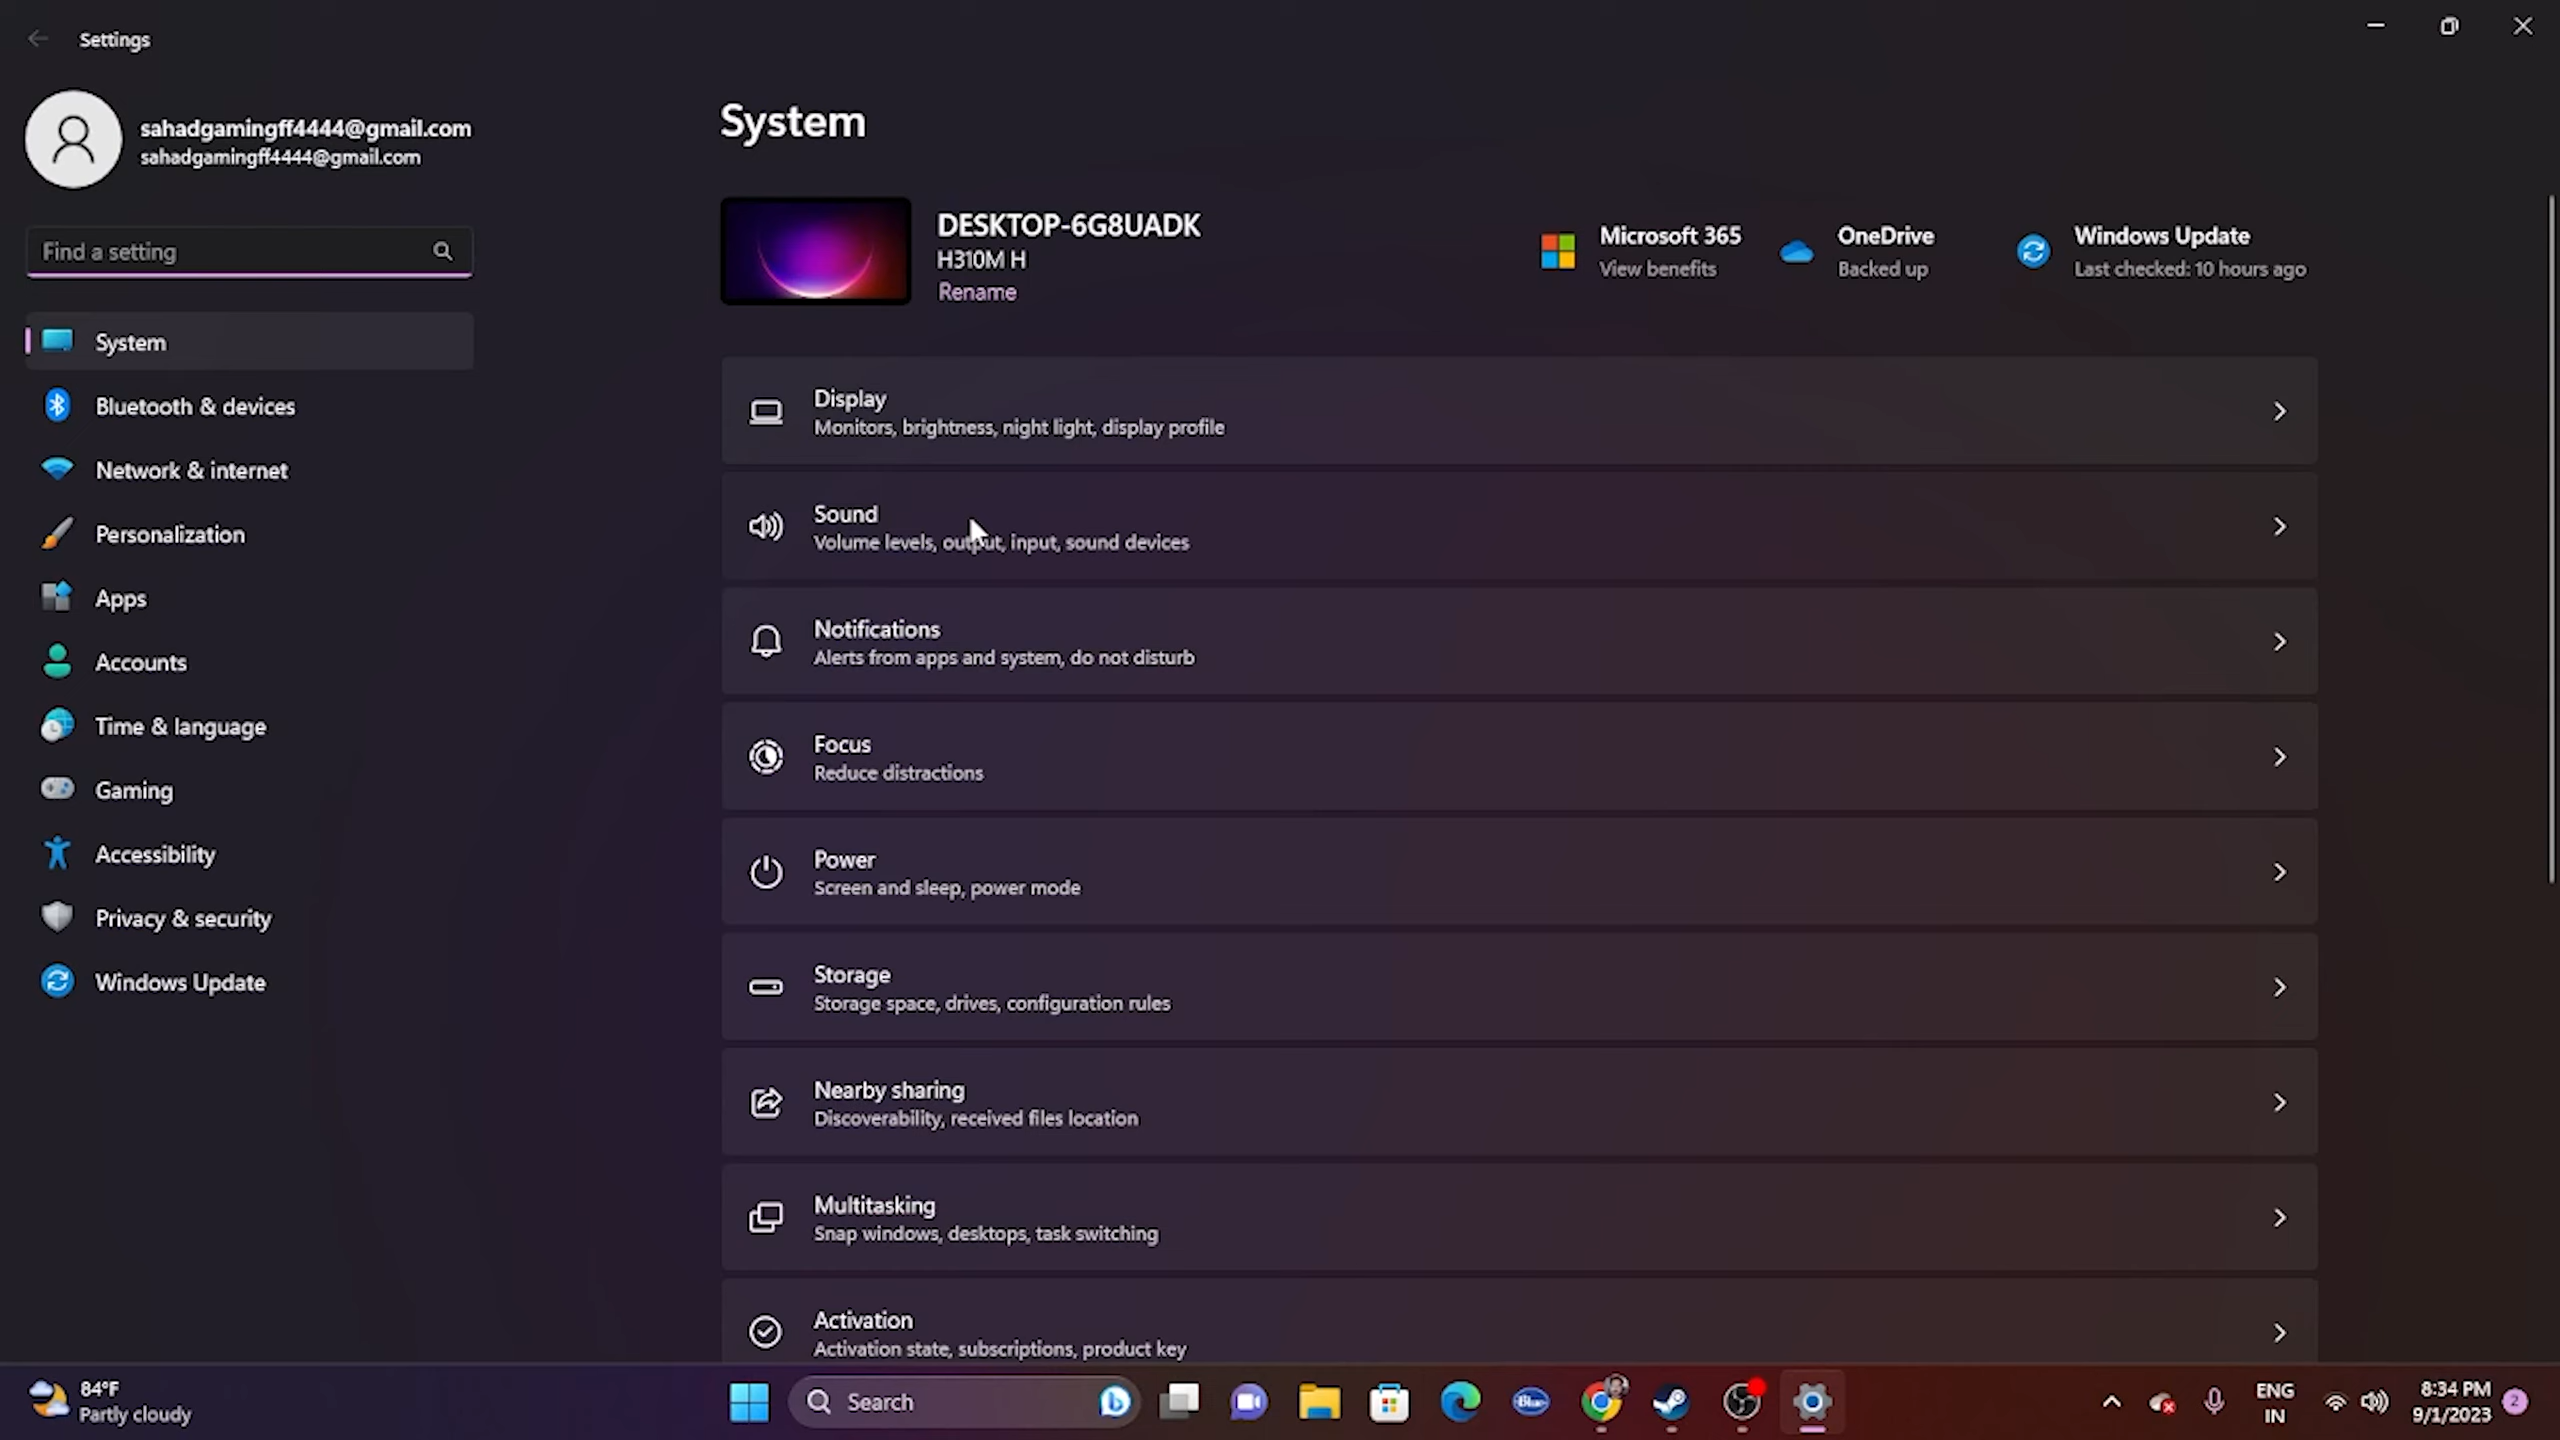 Settings
sahadgamingff4444@gmail.com
sahadgamingff4444@gmail.com
Find a setting
System
Bluetooth & devices
Network & internet
Personalization
Apps
Accounts
Time & language
Gaming
Accessibility
Privacy & security
Windows Update
System
DESKTOP-6G8UADK
H310M H
Rename
Microsoft 365
View benefits
OneDrive
Backed up
Windows Update
Last checked: 10 hours ago
Display
Monitors, brightness, night light, display profile
Sound
Volume levels, output, input, sound devices
Notifications
Alerts from apps and system, do not disturb
Focus
Reduce distractions
Power
Screen and sleep, power mode
Storage
Storage space, drives, configuration rules
Nearby sharing
Discoverability, received files location
Multitasking
Snap windows, desktops, task switching
Activation
Activation state, subscriptions, product key
84°F
Partly cloudy
Search
Blue
ENG
IN
8:34 PM
9/1/2023
2